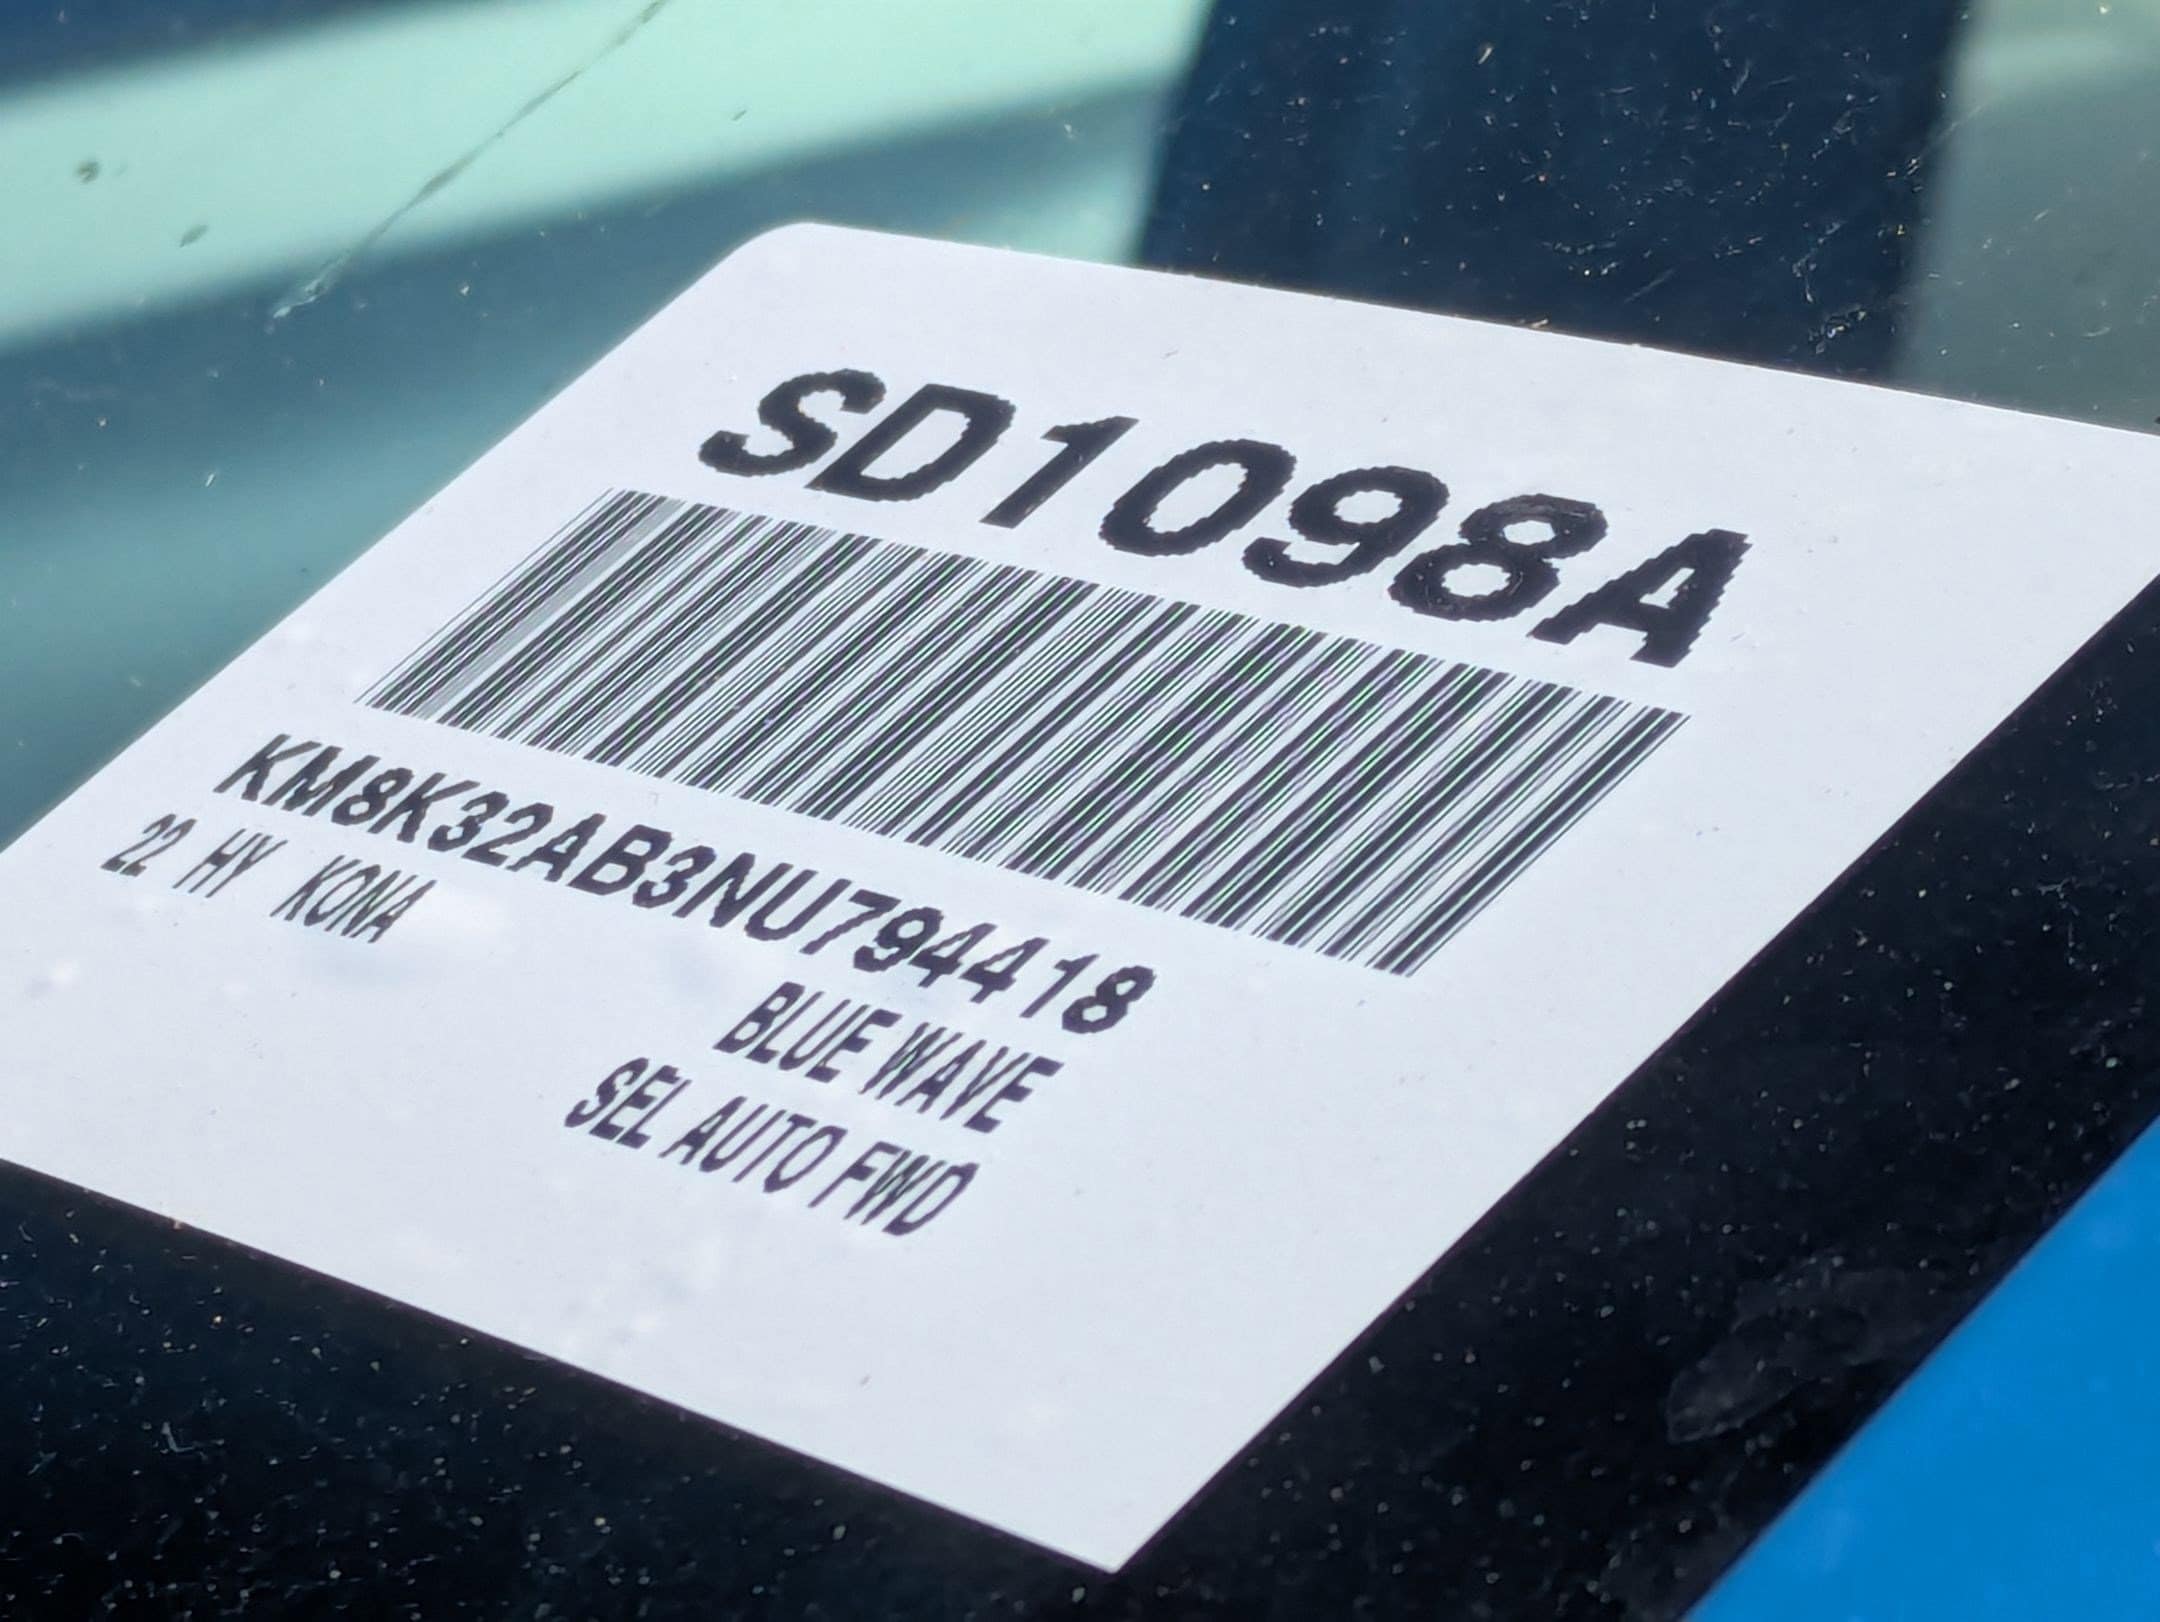 SD1098A
KM8K32AB3NU794418
22 HY KONA
BLUE WAVE
SEL AUTO FWD